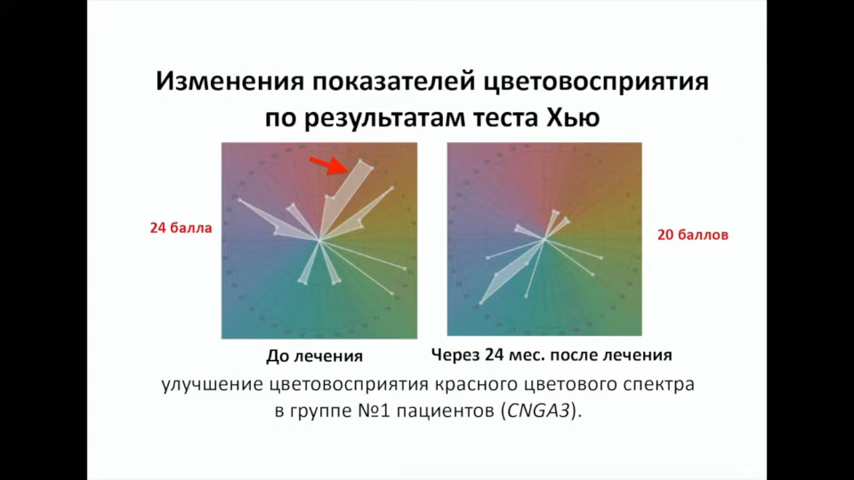 Изменения показателей цветовосприятия
по результатам теста Хью
24 балла
20 баллов
До лечения
Через 24 мес. после лечения
улучшение цветовосприятия красного цветового спектра
в группе №1 пациентов (CNGA3).